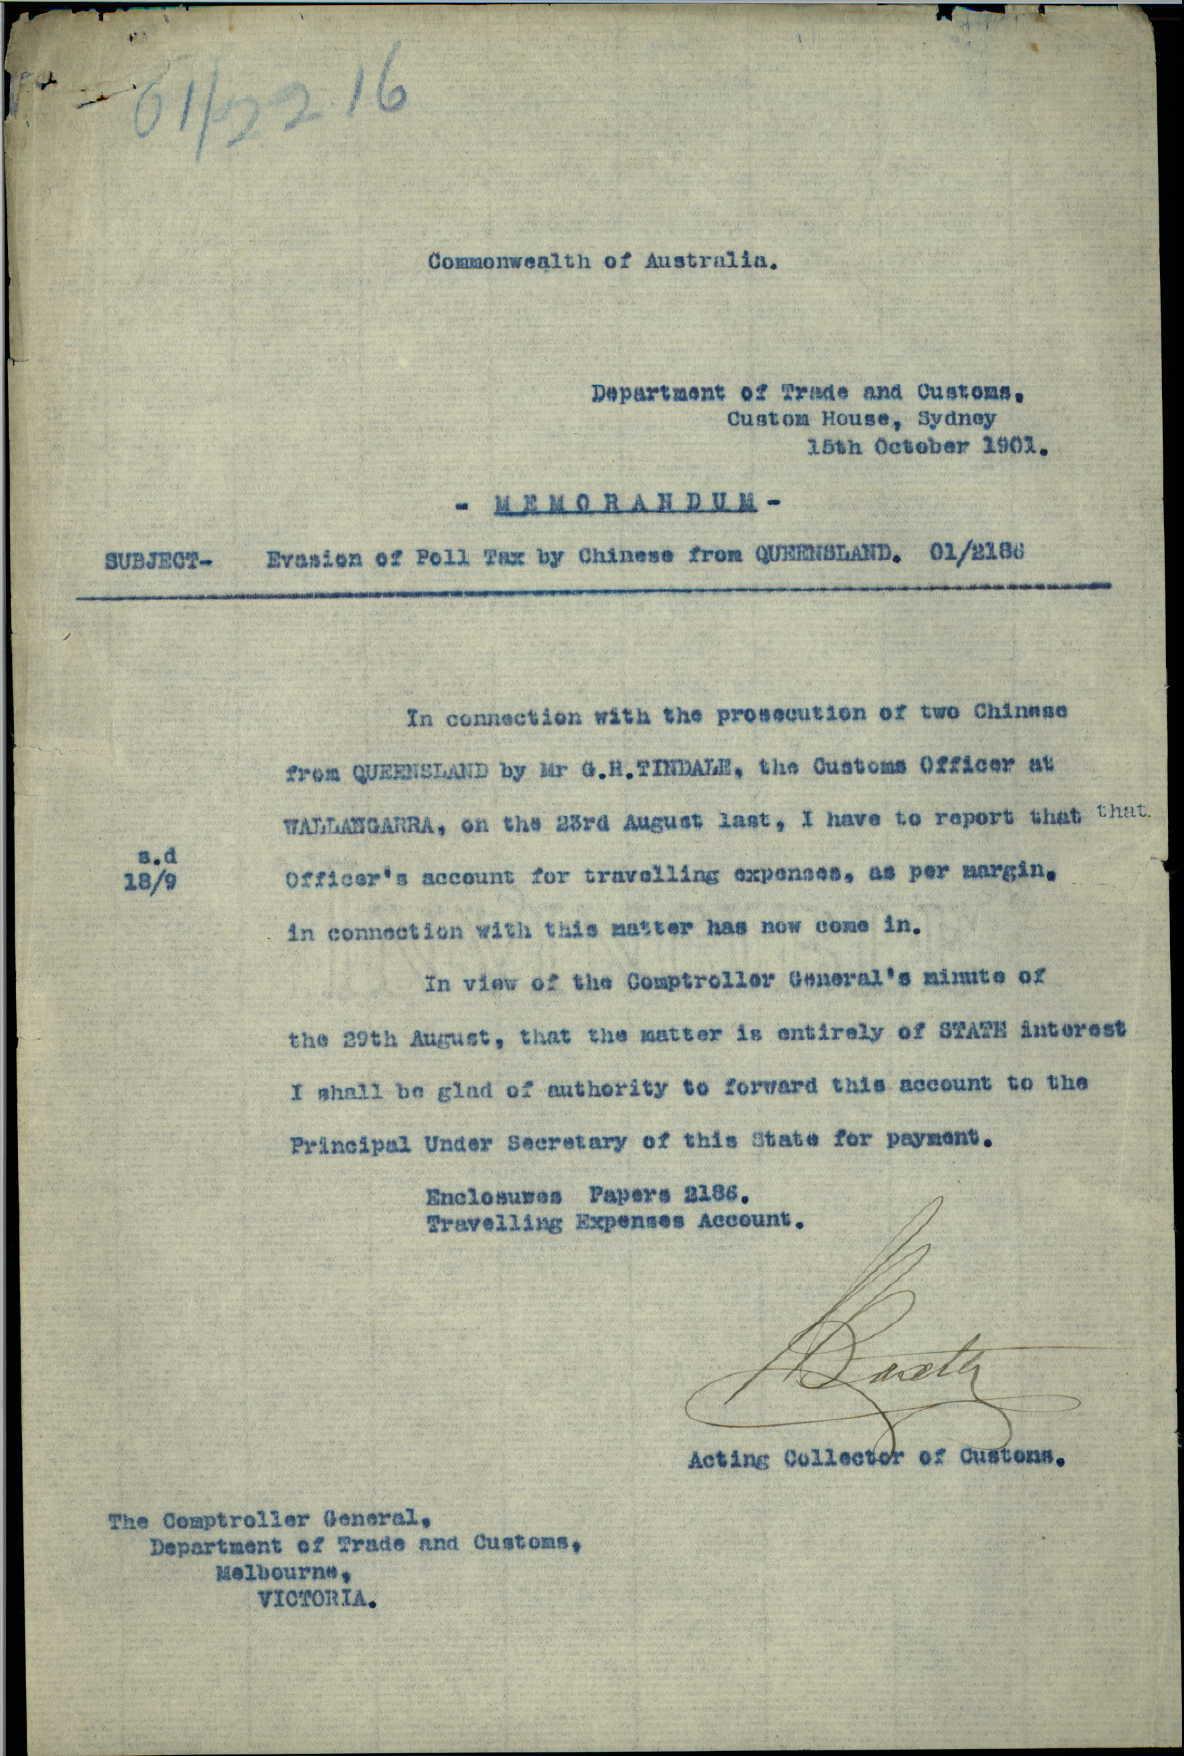 01/2216
Commonwealth of Australia.
Department of Trade and Customs,
Custom House, Sydney
15th October 1901.
- MEMORANDUM -
SUBJECT- Evasion of Poll Tax by Chinese from QUEENSLAND. 01/2186
In connection with the prosecution of two Chinese
from QUEENSLAND by Mr G.H.TINDALE, the Customs Officer at
WALLANGARRA, on the 23rd August last, I have to report that that
s.d
18/9 Officer's account for travelling expenses, as per margin,
in connection with this matter has now come in.
In view of the Comptroller General's minute of
the 29th August, that the matter is entirely of STATE interest
I shall be glad of authority to forward this account to the
Principal Under Secretary of this State for payment.
Enclosures Papers 2186.
Travelling Expenses Account.
Baxter
Acting Collector of Customs.
The Comptroller General,
Department of Trade and Customs,
Melbourne,
VICTORIA.